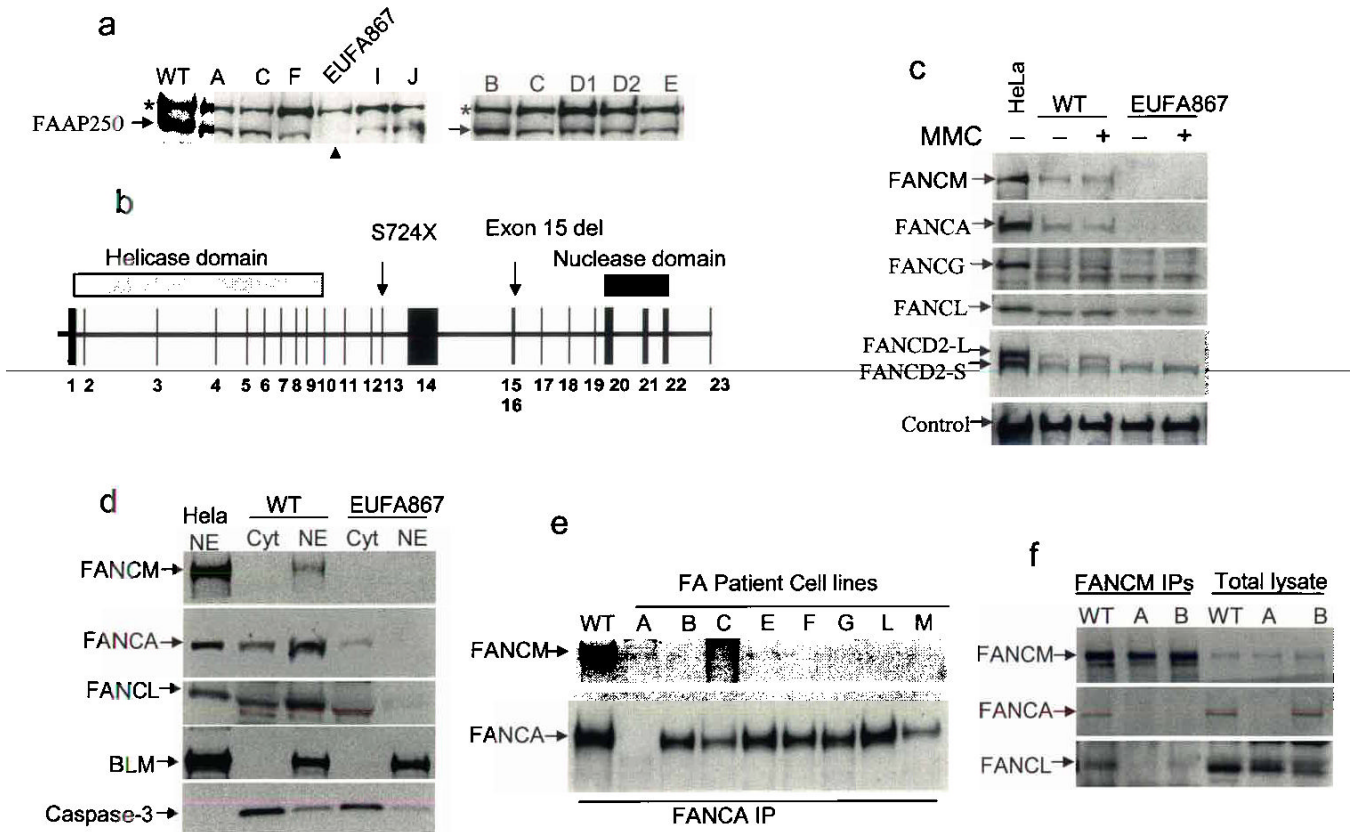 a
WT A C F EUFA867 I J
*
FAAP250
B C D1 D2 E
*
b
S724X
Exon 15 del
Helicase domain
Nuclease domain
1 2 3 4 5 6 7 8 9 10 11 12 13 14 15 17 18 19 20 21 22 23
16
c
HeLa
WT EUFA867
MMC – – + – +
FANCM
FANCA
FANCG
FANCL
FANCD2-L
FANCD2-S
Control
d
Hela WT EUFA867
NE Cyt NE Cyt NE
FANCM
FANCA
FANCL
BLM
Caspase-3
e
FA Patient Cell lines
WT A B C E F G L M
FANCM
FANCA
FANCA IP
f
FANCM IPs Total lysate
WT A B WT A B
FANCM
FANCA
FANCL